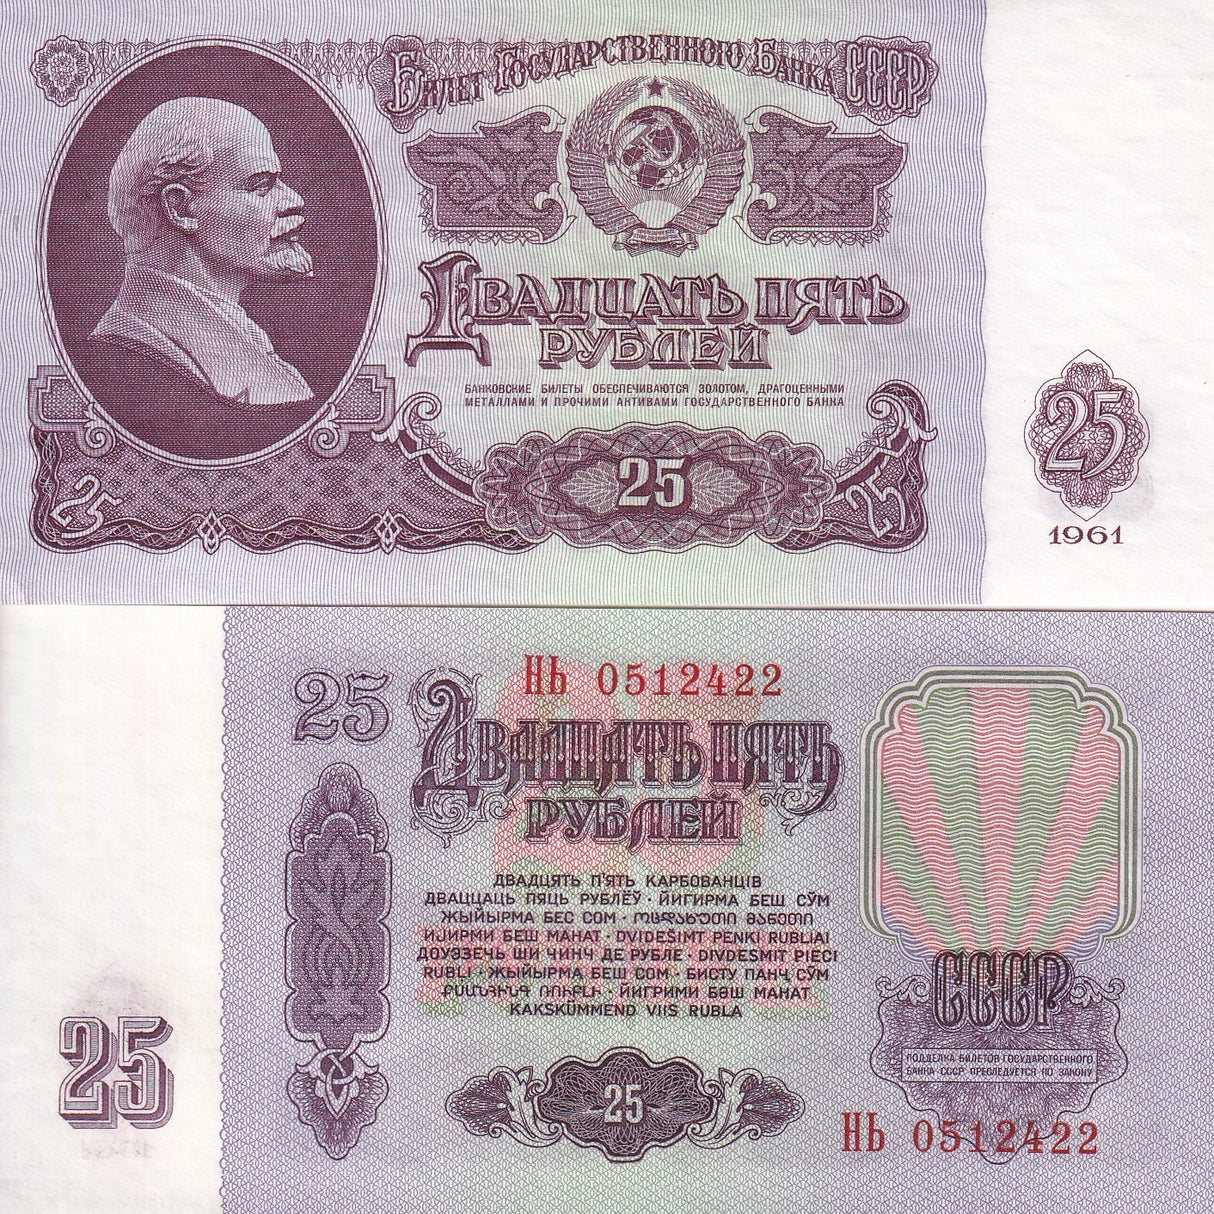 Билет Государственного Банка СССР
Двадцать пять
рублей
БАНКОВСКИЕ БИЛЕТЫ ОБЕСПЕЧИВАЮТСЯ ЗОЛОТОМ, ДРАГОЦЕННЫМИ
МЕТАЛЛАМИ И ПРОЧИМИ АКТИВАМИ ГОСУДАРСТВЕННОГО БАНКА
25
25
25
25
1961
НЬ 0512422
25
Двадцать пять
рублей
ДВАДЦЯТЬ П'ЯТЬ КАРБОВАНЦІВ
ДВАЦЦАЦЬ ПЯЦЬ РУБЛЁЎ · ЙИГИРМА БЕШ СЎМ
ЖЫЙЫРМА БЕС СОМ · ᲝᲪᲓᲐᲮᲣᲗᲘ ᲛᲐᲜᲔᲗᲘ
ИЈИРМИ БЕШ МАНАТ · DVIDEŠIMT PENKI RUBLIAI
ДОУЭЗЕЧЬ ШИ ЧИНЧ ДЕ РУБЛЕ · DIVDESMIT PIECI
RUBLI · ЖЫЙЫРМА БЕШ СОМ · БИСТУ ПАНҶ СЎМ
ՔՍԱՆՀԻՆԳ ՌՈՒԲԼԻ · ЙИГРИМИ БӘШ МАНАТ
KAKSKÜMMEND VIIS RUBLA
СССР
ПОДДЕЛКА БИЛЕТОВ ГОСУДАРСТВЕННОГО
БАНКА СССР ПРЕСЛЕДУЕТСЯ ПО ЗАКОНУ
25
25
НЬ 0512422